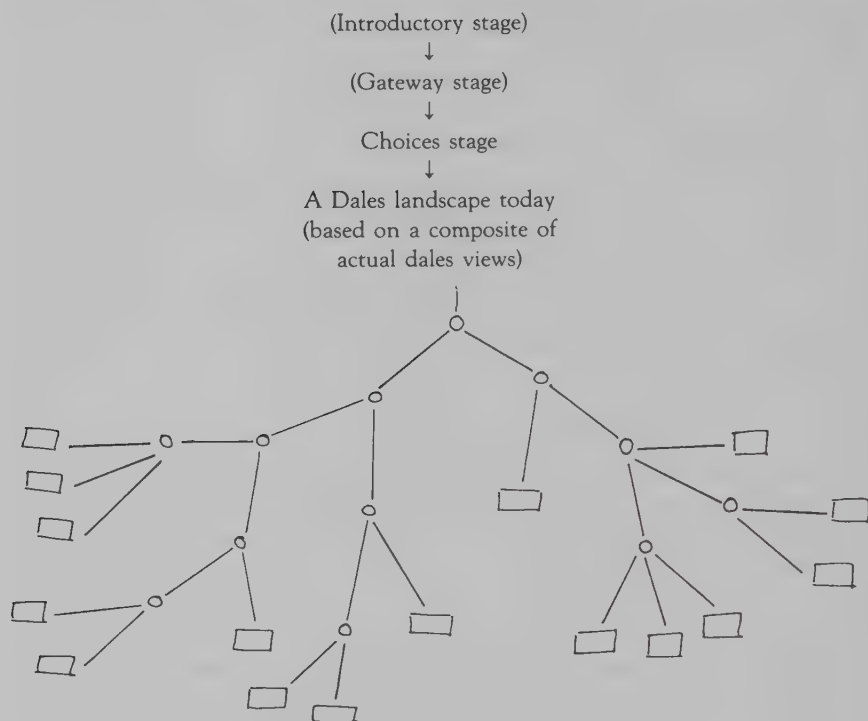 (Introductory stage)
↓
(Gateway stage)
↓
Choices stage
↓
A Dales landscape today
(based on a composite of
actual dales views)